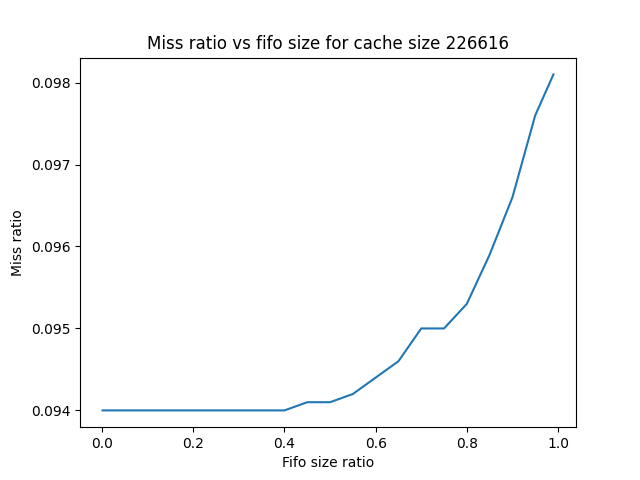 Miss ratio vs fifo size for cache size 226616
0.098
0.097
0.096
0.095
0.094
Miss ratio
0.0 0.2 0.4 0.6 0.8 1.0
Fifo size ratio